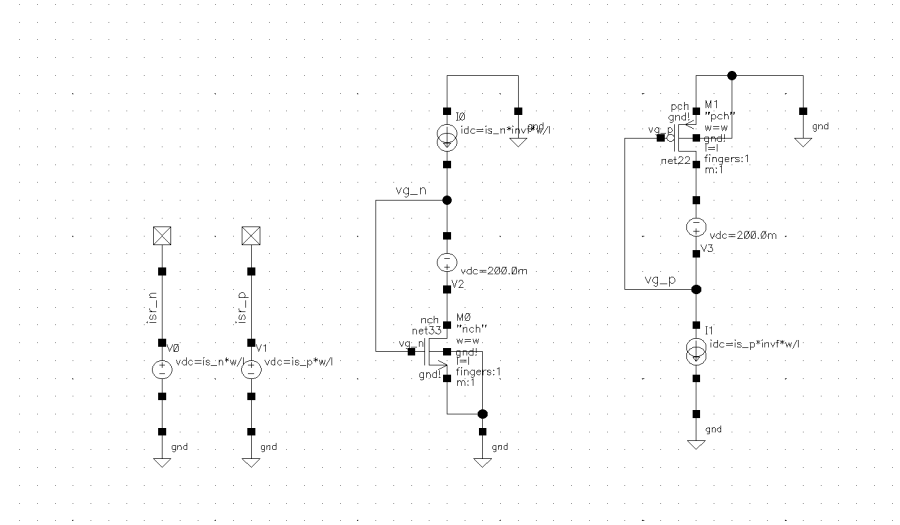 I0
idc=is_n*invf*w/l
gnd
vg_n
vdc=200.0m
V2
nch
net33
vg_n
gnd!
M0
"nch"
w=w
gnd!
l=l
fingers:1
m:1
gnd
isr_n
V0
vdc=is_n*w/l
gnd
isr_p
V1
vdc=is_p*w/l
gnd
pch
gnd!
vg_p
net22
M1
"pch"
w=w
gnd!
l=l
fingers:1
m:1
gnd
vdc=200.0m
V3
vg_p
I1
idc=is_p*invf*w/l
gnd